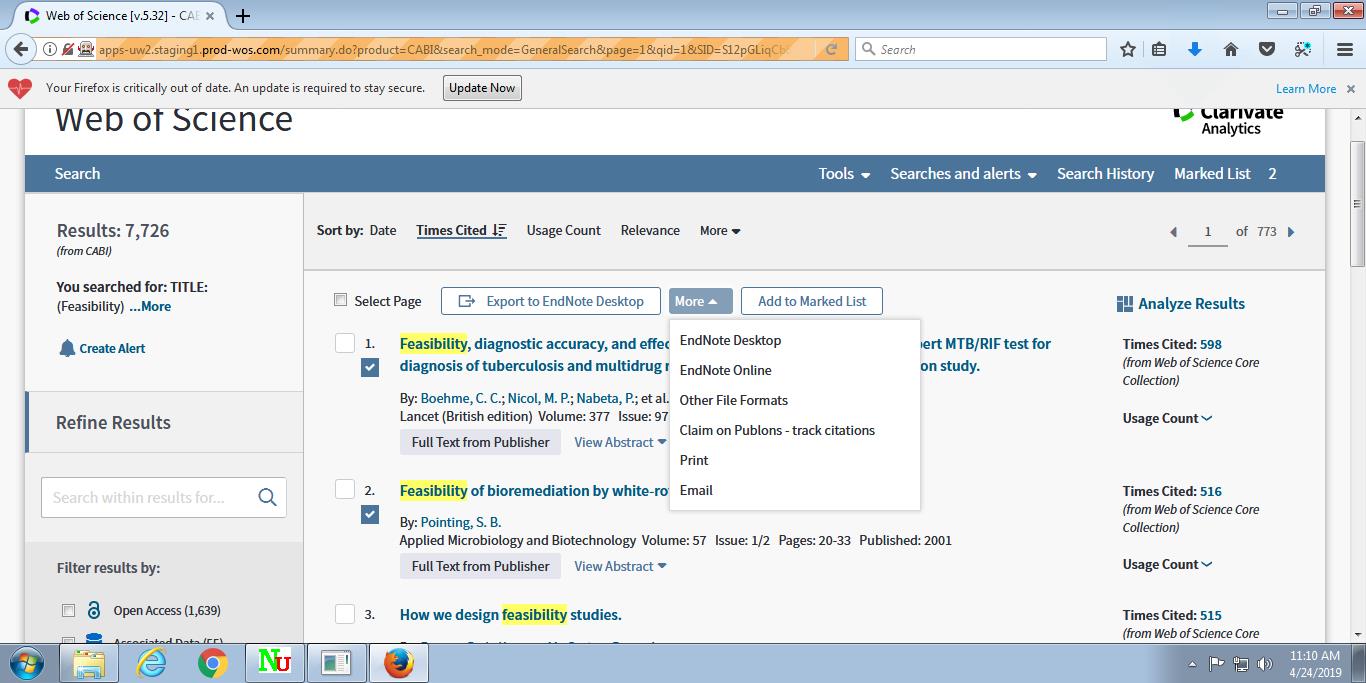 Web of Science [v.5.32] - CAB
apps-uw2.staging1.prod-wos.com/summary.do?product=CABI&search_mode=GeneralSearch&page=1&qid=1&SID=S12pGLiqCb
Search
Your Firefox is critically out of date. An update is required to stay secure.
Update Now
Learn More
Web of Science
Clarivate
Analytics
Search
Tools
Searches and alerts
Search History
Marked List 2
Results: 7,726
(from CABI)
You searched for: TITLE:
(Feasibility) ...More
Create Alert
Refine Results
Search within results for...
Filter results by:
Open Access (1,639)
Associated Data (55)
Sort by: Date Times Cited Usage Count Relevance More
1 of 773
Select Page
Export to EndNote Desktop
More
Add to Marked List
Analyze Results
EndNote Desktop
EndNote Online
Other File Formats
Claim on Publons - track citations
Print
Email
1. Feasibility, diagnostic accuracy, and effec pert MTB/RIF test for
diagnosis of tuberculosis and multidrug r on study.
By: Boehme, C. C.; Nicol, M. P.; Nabeta, P.; et al.
Lancet (British edition) Volume: 377 Issue: 97
Full Text from Publisher View Abstract
Times Cited: 598
(from Web of Science Core
Collection)
Usage Count
2. Feasibility of bioremediation by white-ro
By: Pointing, S. B.
Applied Microbiology and Biotechnology Volume: 57 Issue: 1/2 Pages: 20-33 Published: 2001
Full Text from Publisher View Abstract
Times Cited: 516
(from Web of Science Core
Collection)
Usage Count
3. How we design feasibility studies.
Times Cited: 515
(from Web of Science Core
NU
11:10 AM
4/24/2019